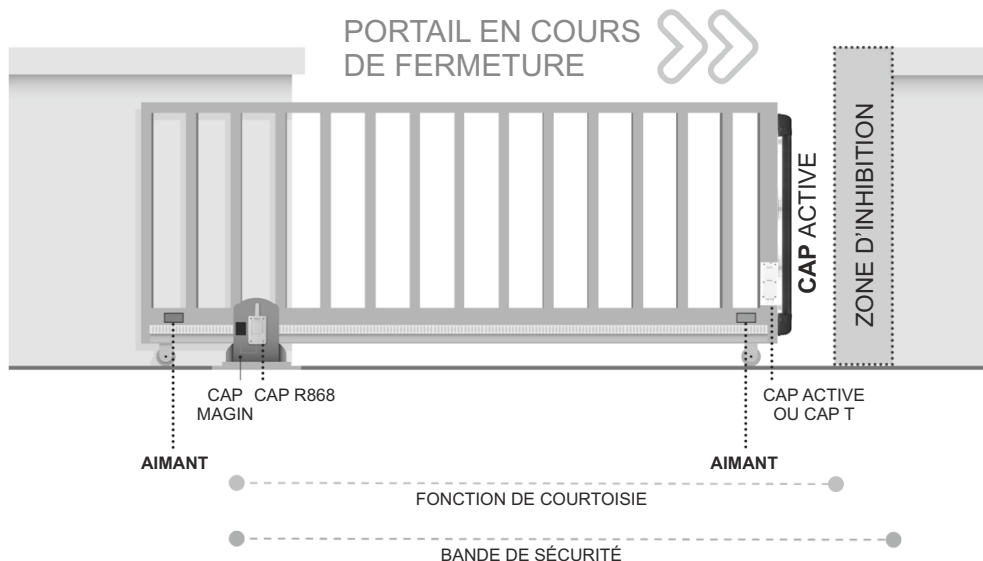 PORTAIL EN COURS
DE FERMETURE
CAP ACTIVE
ZONE D'INHIBITION
CAP
MAGIN
CAP R868
CAP ACTIVE
OU CAP T
AIMANT
AIMANT
FONCTION DE COURTOISIE
BANDE DE SÉCURITÉ